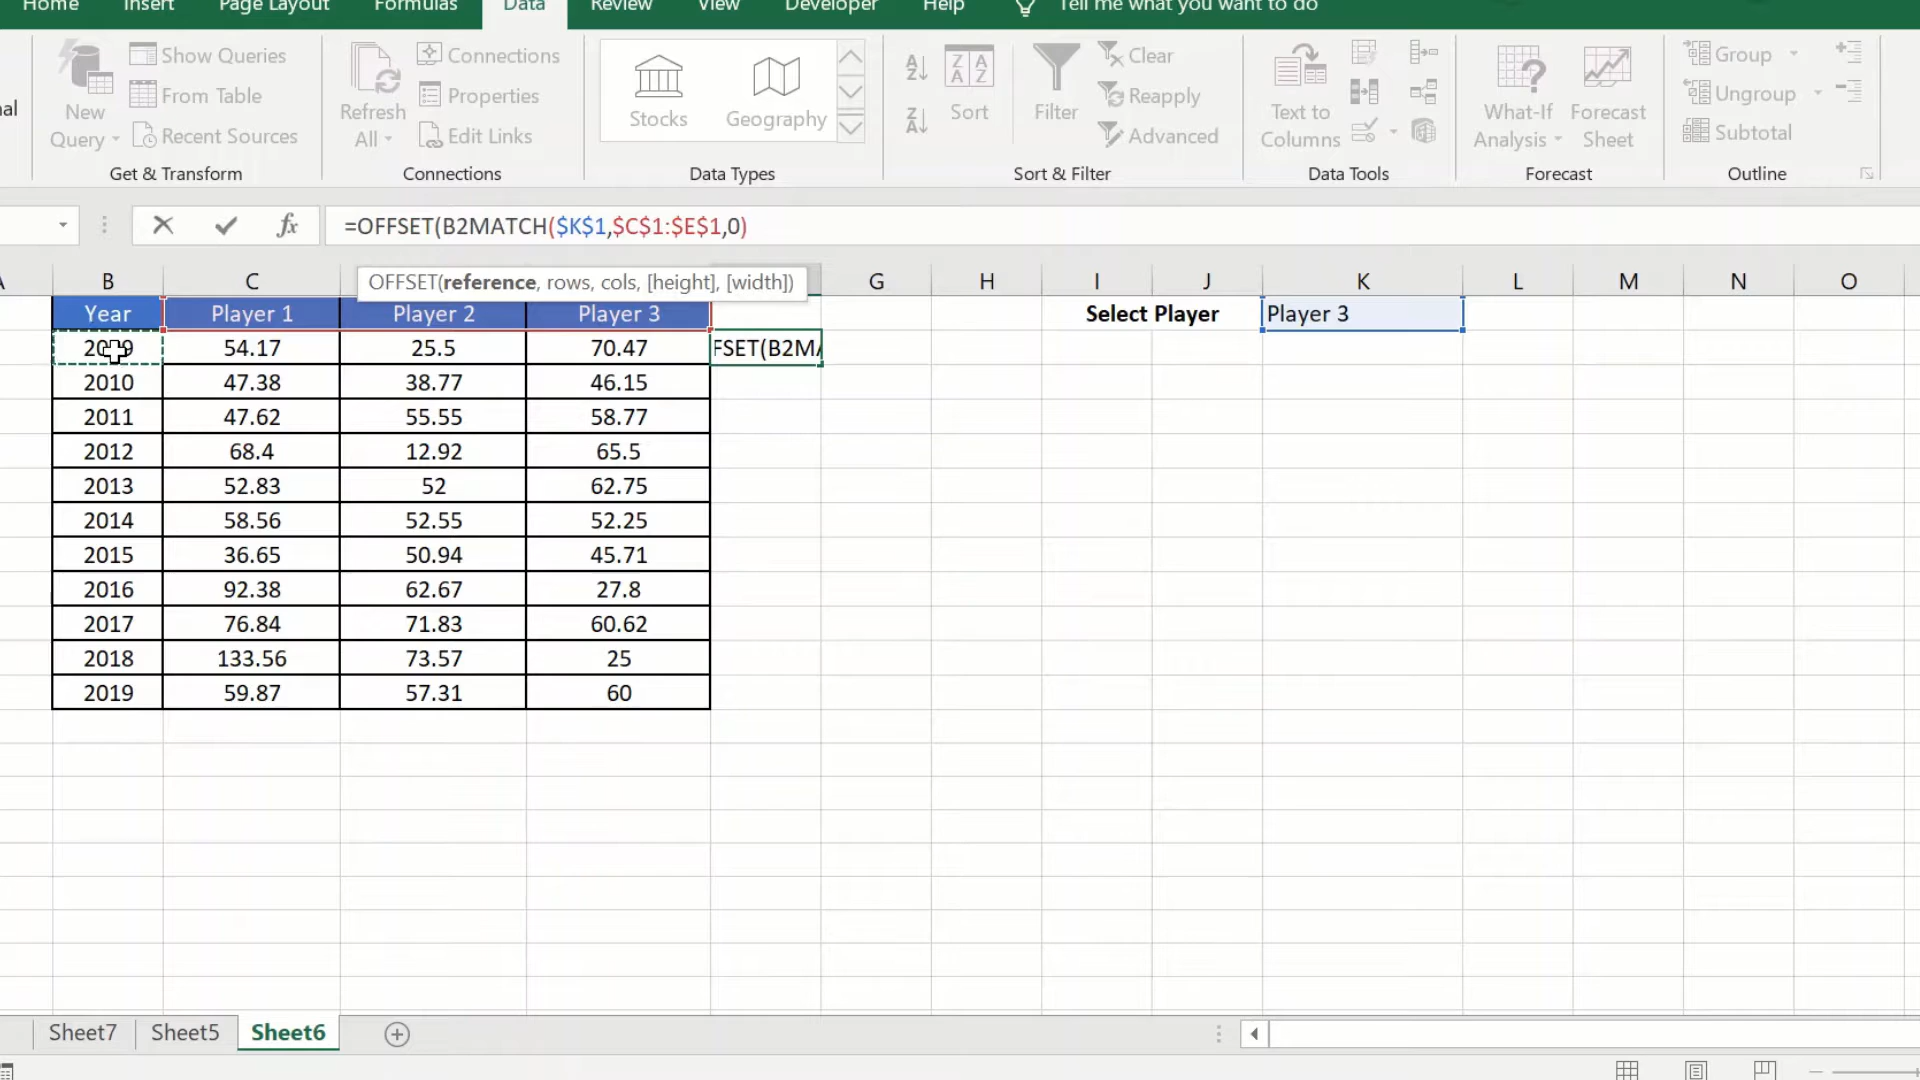 Home Insert Page Layout Formulas Data Review View Developer Help Tell me what you want to do
Show Queries
From Table
Recent Sources
New
Query
Get & Transform
Refresh
All
Connections
Properties
Edit Links
Connections
Stocks Geography
Data Types
Sort
Filter
Clear
Reapply
Advanced
Sort & Filter
Text to
Columns
Data Tools
What-If
Analysis
Forecast
Sheet
Forecast
Group
Ungroup
Subtotal
Outline
fx =OFFSET(B2MATCH($K$1,$C$1:$E$1,0)
OFFSET(reference, rows, cols, [height], [width])
B C G H I J K L M N O
Year Player 1 Player 2 Player 3 Select Player Player 3
54.17 25.5 70.47 FSET(B2MA
2010 47.38 38.77 46.15
2011 47.62 55.55 58.77
2012 68.4 12.92 65.5
2013 52.83 52 62.75
2014 58.56 52.55 52.25
2015 36.65 50.94 45.71
2016 92.38 62.67 27.8
2017 76.84 71.83 60.62
2018 133.56 73.57 25
2019 59.87 57.31 60
Sheet7 Sheet5 Sheet6